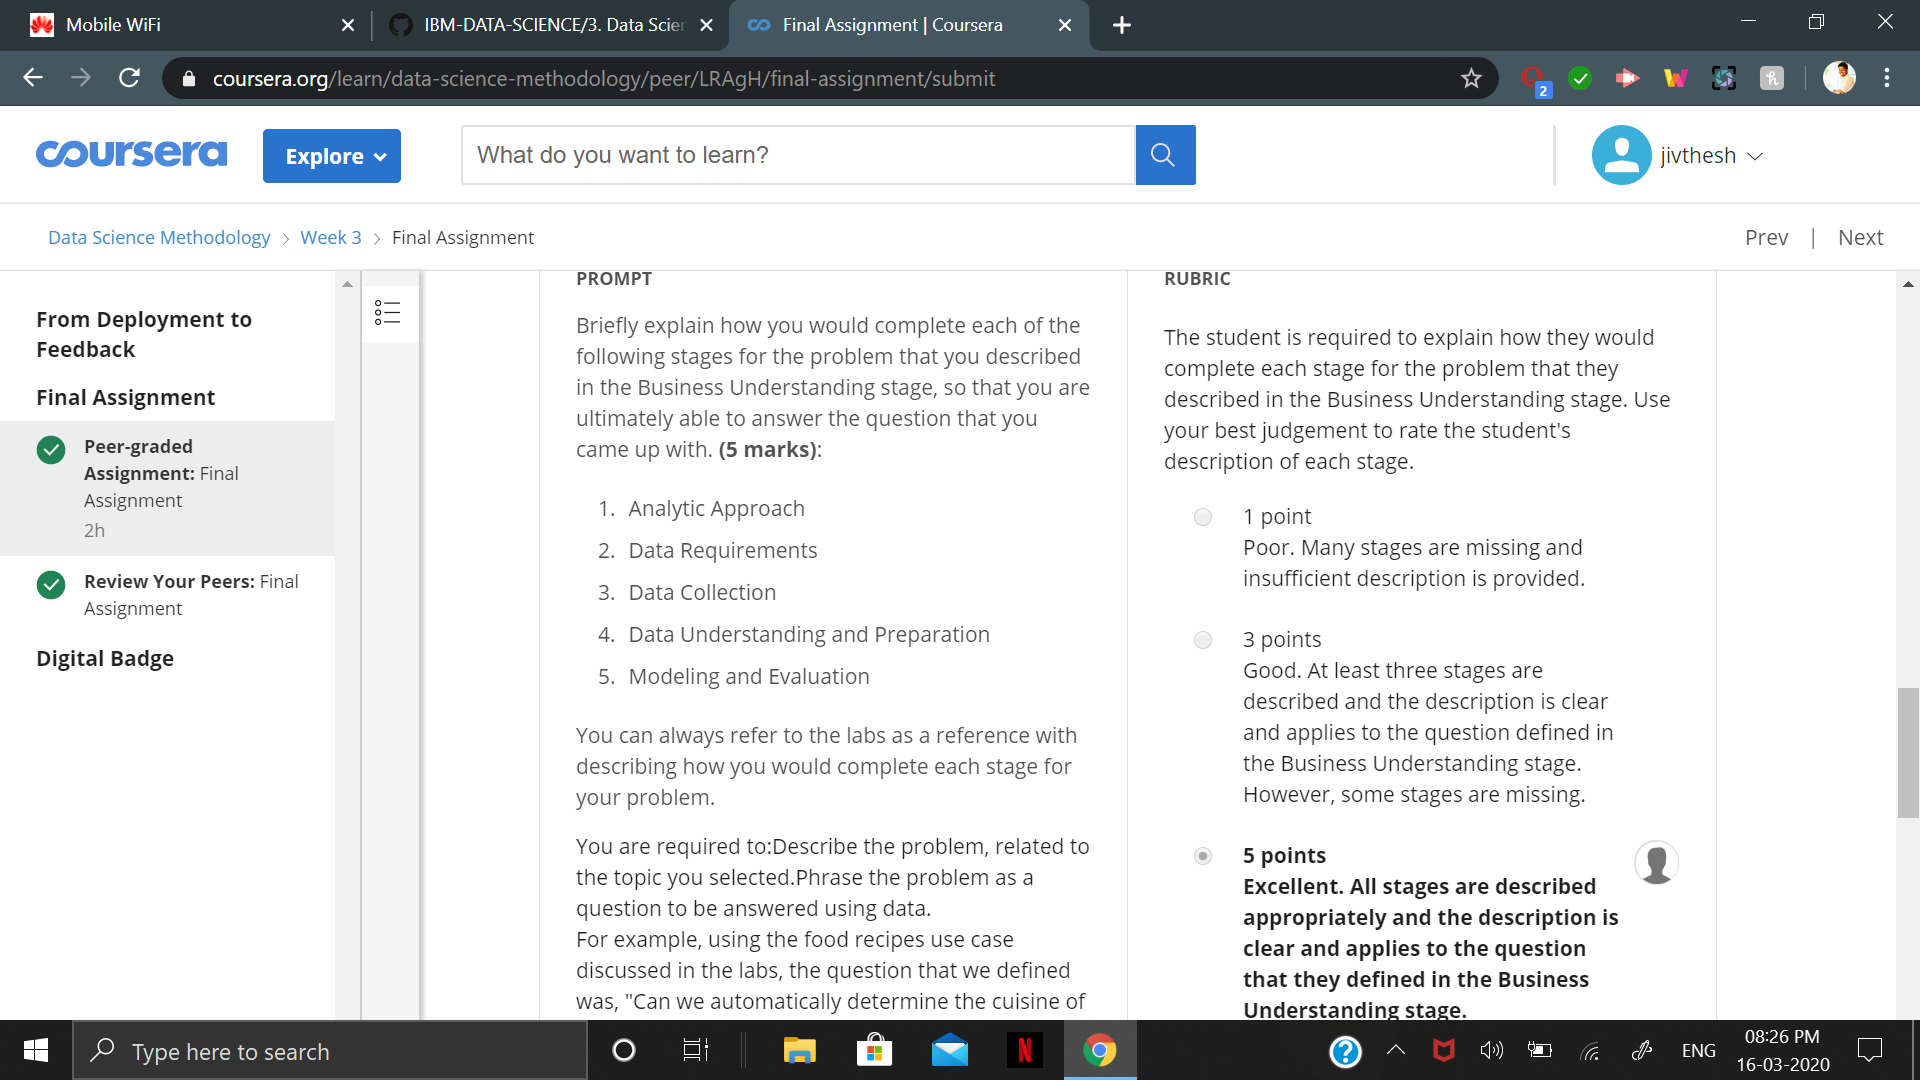 Mobile WiFi
IBM-DATA-SCIENCE/3. Data Scier
Final Assignment | Coursera
coursera.org/learn/data-science-methodology/peer/LRAgH/final-assignment/submit
2
coursera
Explore
What do you want to learn?
jivthesh
Data Science Methodology > Week 3 > Final Assignment
Prev | Next
From Deployment to
Feedback
Final Assignment
Peer-graded
Assignment: Final
Assignment
2h
Review Your Peers: Final
Assignment
Digital Badge
PROMPT
Briefly explain how you would complete each of the
following stages for the problem that you described
in the Business Understanding stage, so that you are
ultimately able to answer the question that you
came up with. (5 marks):
1. Analytic Approach
2. Data Requirements
3. Data Collection
4. Data Understanding and Preparation
5. Modeling and Evaluation
You can always refer to the labs as a reference with
describing how you would complete each stage for
your problem.
You are required to:Describe the problem, related to
the topic you selected.Phrase the problem as a
question to be answered using data.
For example, using the food recipes use case
discussed in the labs, the question that we defined
was, "Can we automatically determine the cuisine of
RUBRIC
The student is required to explain how they would
complete each stage for the problem that they
described in the Business Understanding stage. Use
your best judgement to rate the student's
description of each stage.
1 point
Poor. Many stages are missing and
insufficient description is provided.
3 points
Good. At least three stages are
described and the description is clear
and applies to the question defined in
the Business Understanding stage.
However, some stages are missing.
5 points
Excellent. All stages are described
appropriately and the description is
clear and applies to the question
that they defined in the Business
Understanding stage.
Type here to search
N
?
ENG
08:26 PM
16-03-2020